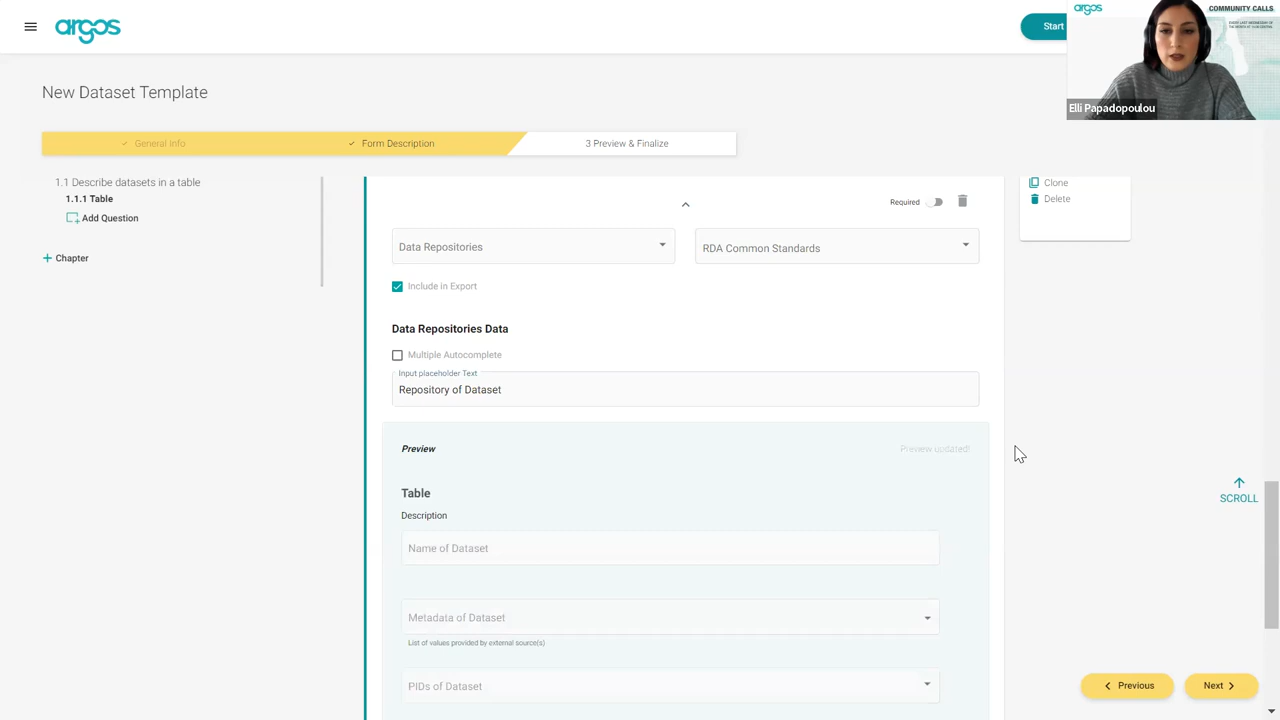 argos
Start
argos
COMMUNITY CALLS
EVERY LAST WEDNESDAY OF
Elli Papadopoulou
New Dataset Template
General Info
Form Description
3 Preview & Finalize
1.1 Describe datasets in a table
1.1.1 Table
Add Question
Chapter
Required
Clone
Delete
Data Repositories
RDA Common Standards
Include in Export
Data Repositories Data
Multiple Autocomplete
Input placeholder Text
Repository of Dataset
Preview
Preview updated!
Table
Description
Name of Dataset
Metadata of Dataset
List of values provided by external source(s)
PIDs of Dataset
SCROLL
Previous
Next